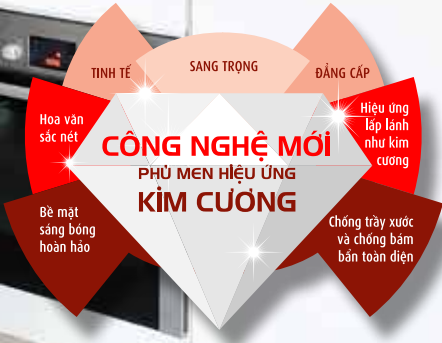 TINH TẾ
SANG TRỌNG
ĐẲNG CẤP
Hoa văn
sắc nét
Hiệu ứng
lấp lánh
như kim
cương
CÔNG NGHỆ MỚI
PHỦ MEN HIỆU ỨNG
KIM CƯƠNG
Bề mặt
sáng bóng
hoàn hảo
Chống trầy xước
và chống bám
bẩn toàn diện